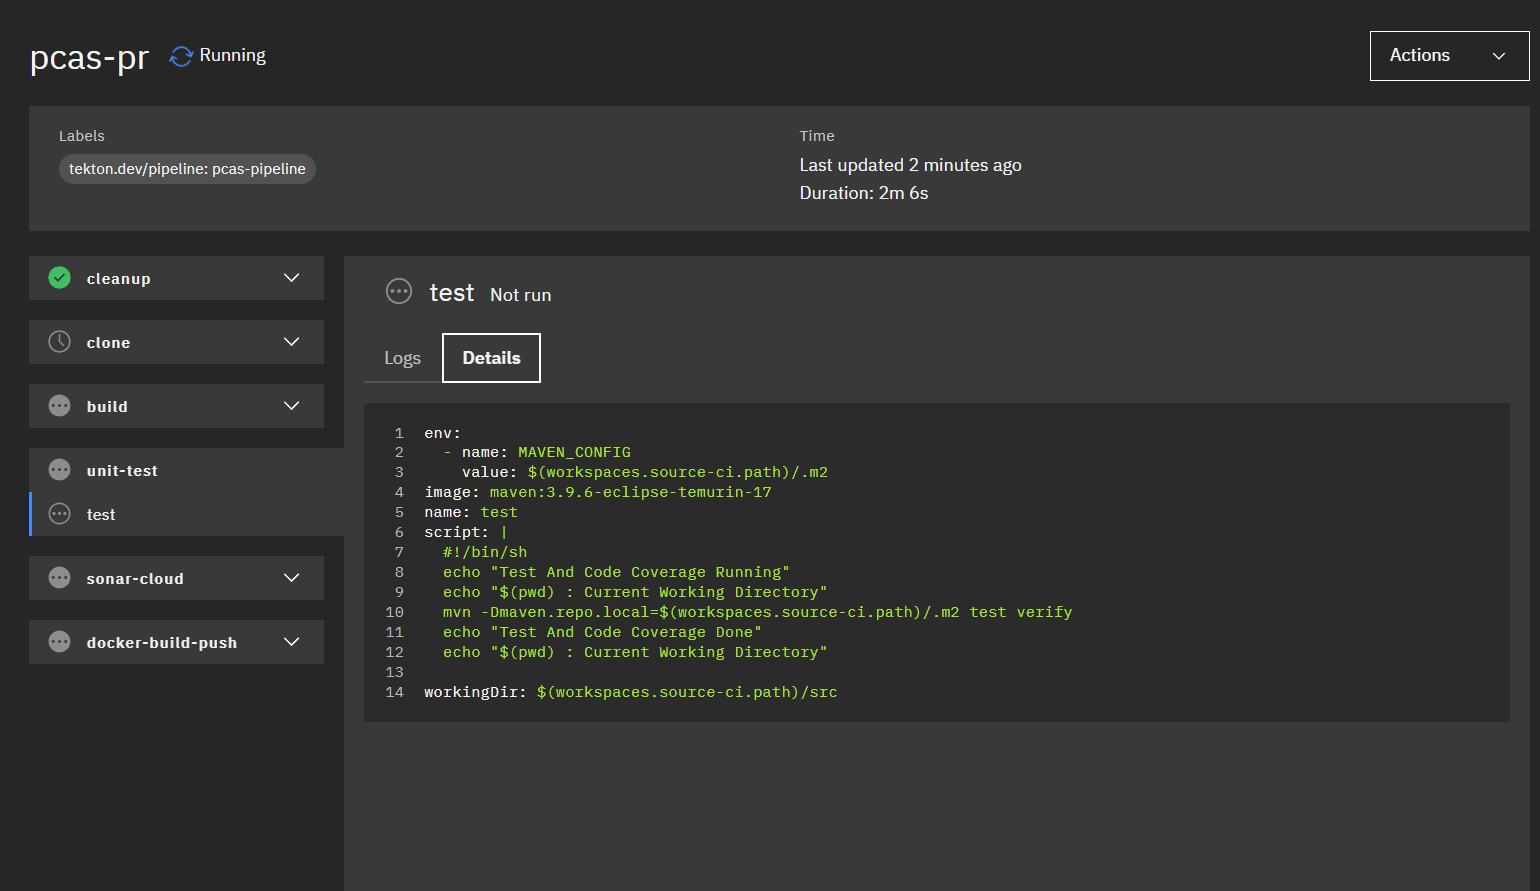 pcas-pr Running
Actions
Labels
tekton.dev/pipeline: pcas-pipeline
Time
Last updated 2 minutes ago
Duration: 2m 6s
cleanup
clone
build
unit-test
test
sonar-cloud
docker-build-push
test Not run
Logs Details
1 env:
2   - name: MAVEN_CONFIG
3     value: $(workspaces.source-ci.path)/.m2
4 image: maven:3.9.6-eclipse-temurin-17
5 name: test
6 script: |
7   #!/bin/sh
8   echo "Test And Code Coverage Running"
9   echo "$(pwd) : Current Working Directory"
10   mvn -Dmaven.repo.local=$(workspaces.source-ci.path)/.m2 test verify
11   echo "Test And Code Coverage Done"
12   echo "$(pwd) : Current Working Directory"
13
14 workingDir: $(workspaces.source-ci.path)/src